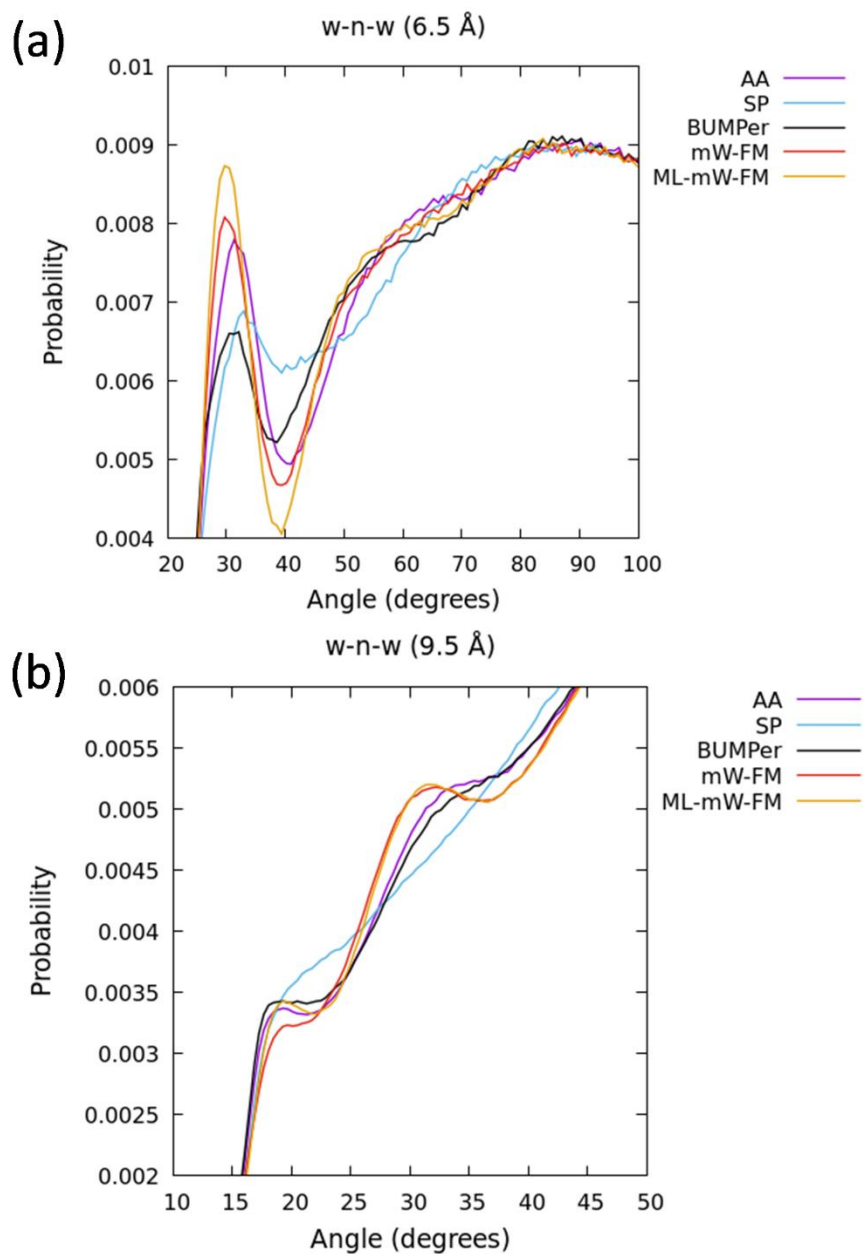 (a)
w-n-w (6.5 Å)
AA
SP
BUMPer
mW-FM
ML-mW-FM
0.01
0.009
0.008
0.007
0.006
0.005
0.004
Probability
20 30 40 50 60 70 80 90 100
Angle (degrees)
(b)
w-n-w (9.5 Å)
AA
SP
BUMPer
mW-FM
ML-mW-FM
0.006
0.0055
0.005
0.0045
0.004
0.0035
0.003
0.0025
0.002
Probability
10 15 20 25 30 35 40 45 50
Angle (degrees)